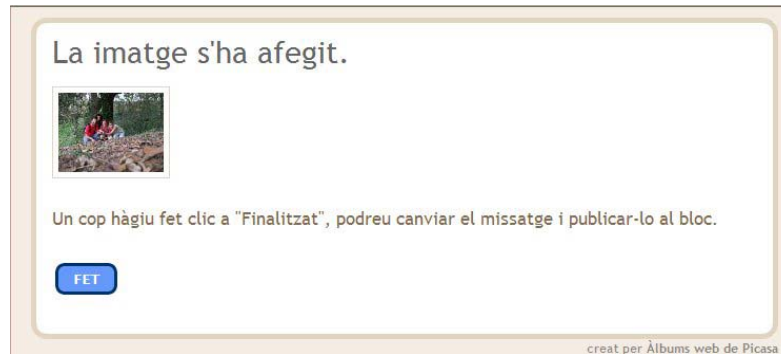 La imatge s'ha afegit.
Un cop hàgiu fet clic a "Finalitzat", podreu canviar el missatge i publicar-lo al bloc.
FET
creat per Àlbums web de Picasa